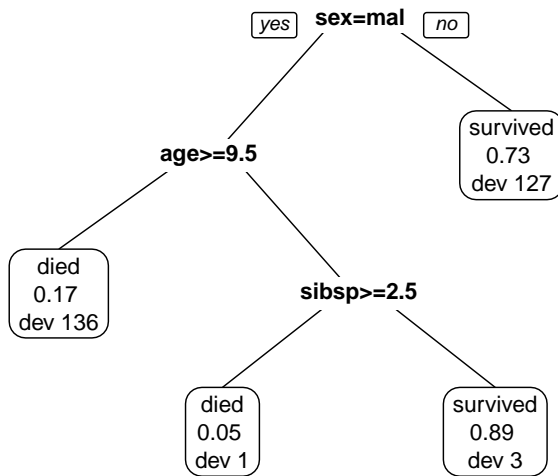 yes sex=mal no
survived
0.73
dev 127
age>=9.5
died
0.17
dev 136
sibsp>=2.5
died
0.05
dev 1
survived
0.89
dev 3